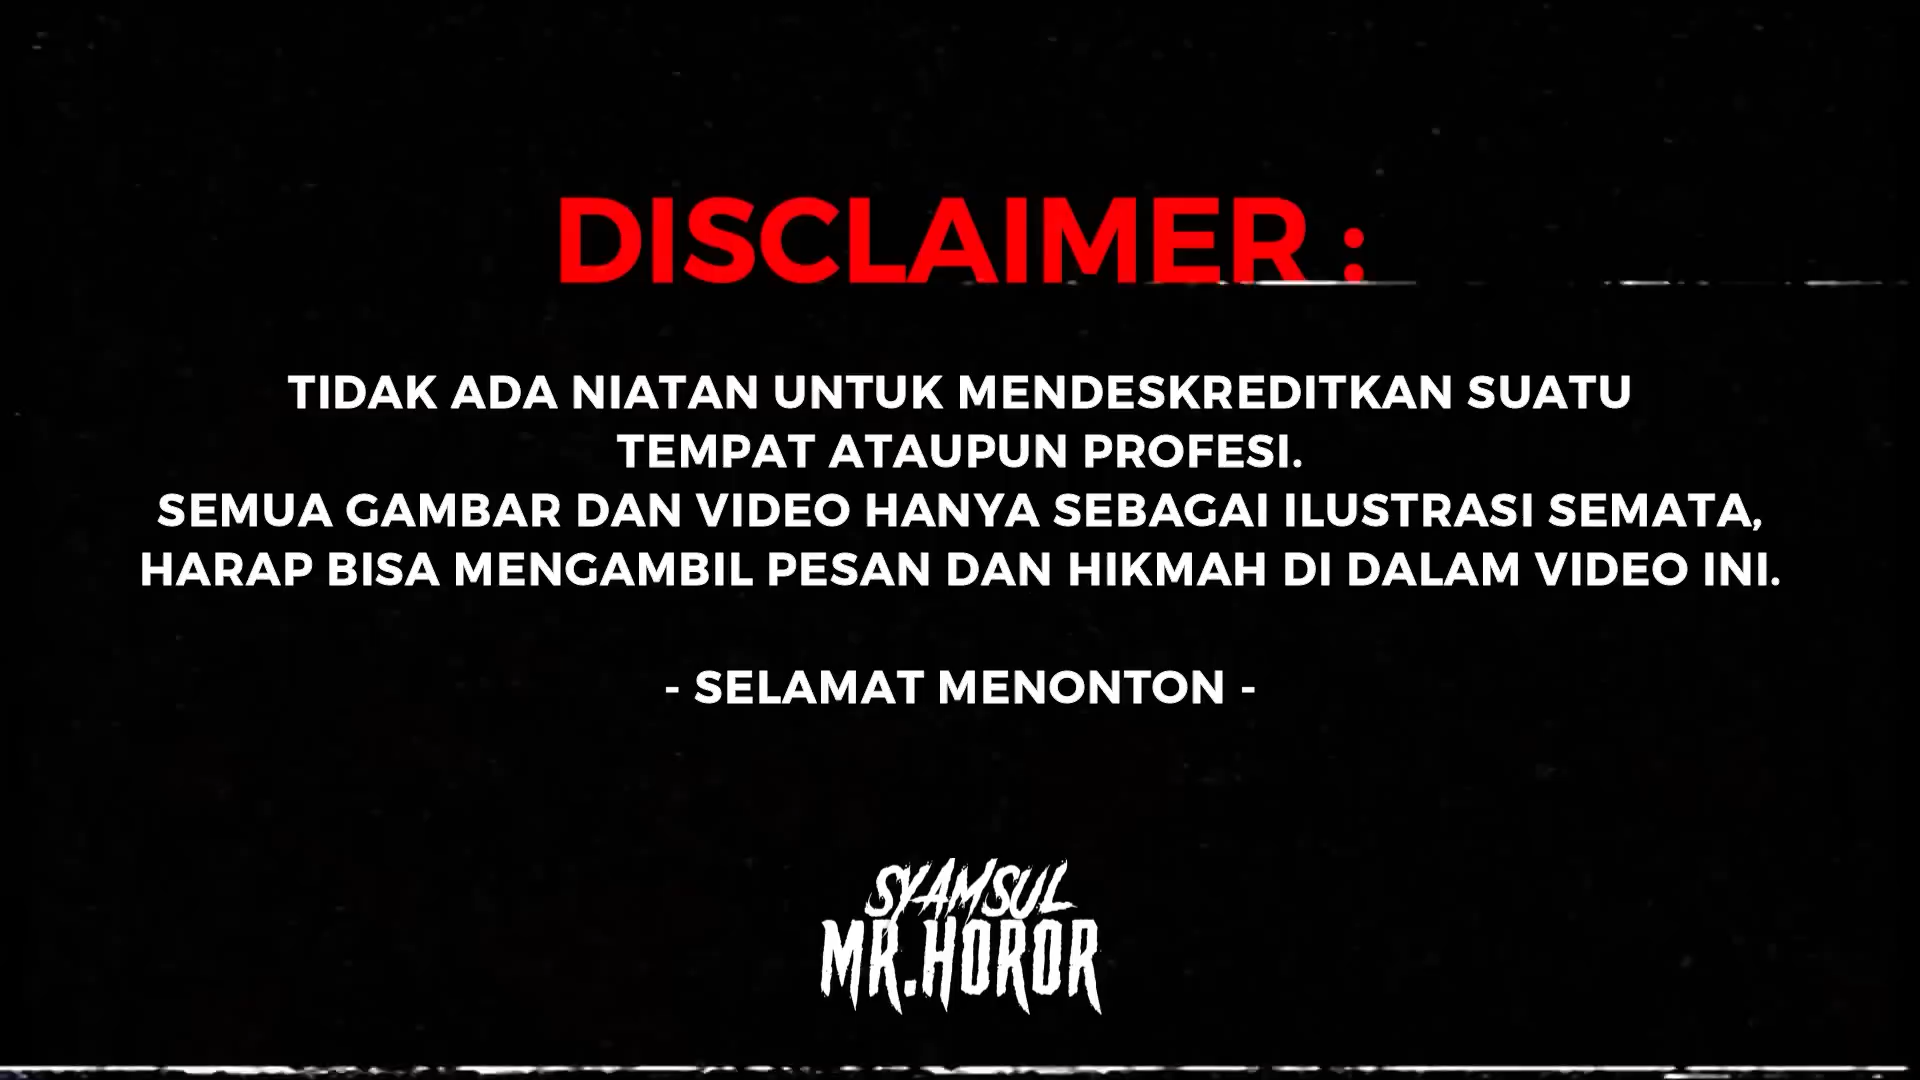 DISCLAIMER :
TIDAK ADA NIATAN UNTUK MENDESKREDITKAN SUATU
TEMPAT ATAUPUN PROFESI.
SEMUA GAMBAR DAN VIDEO HANYA SEBAGAI ILUSTRASI SEMATA,
HARAP BISA MENGAMBIL PESAN DAN HIKMAH DI DALAM VIDEO INI.
- SELAMAT MENONTON -
SYAMSUL
MR.HOROR